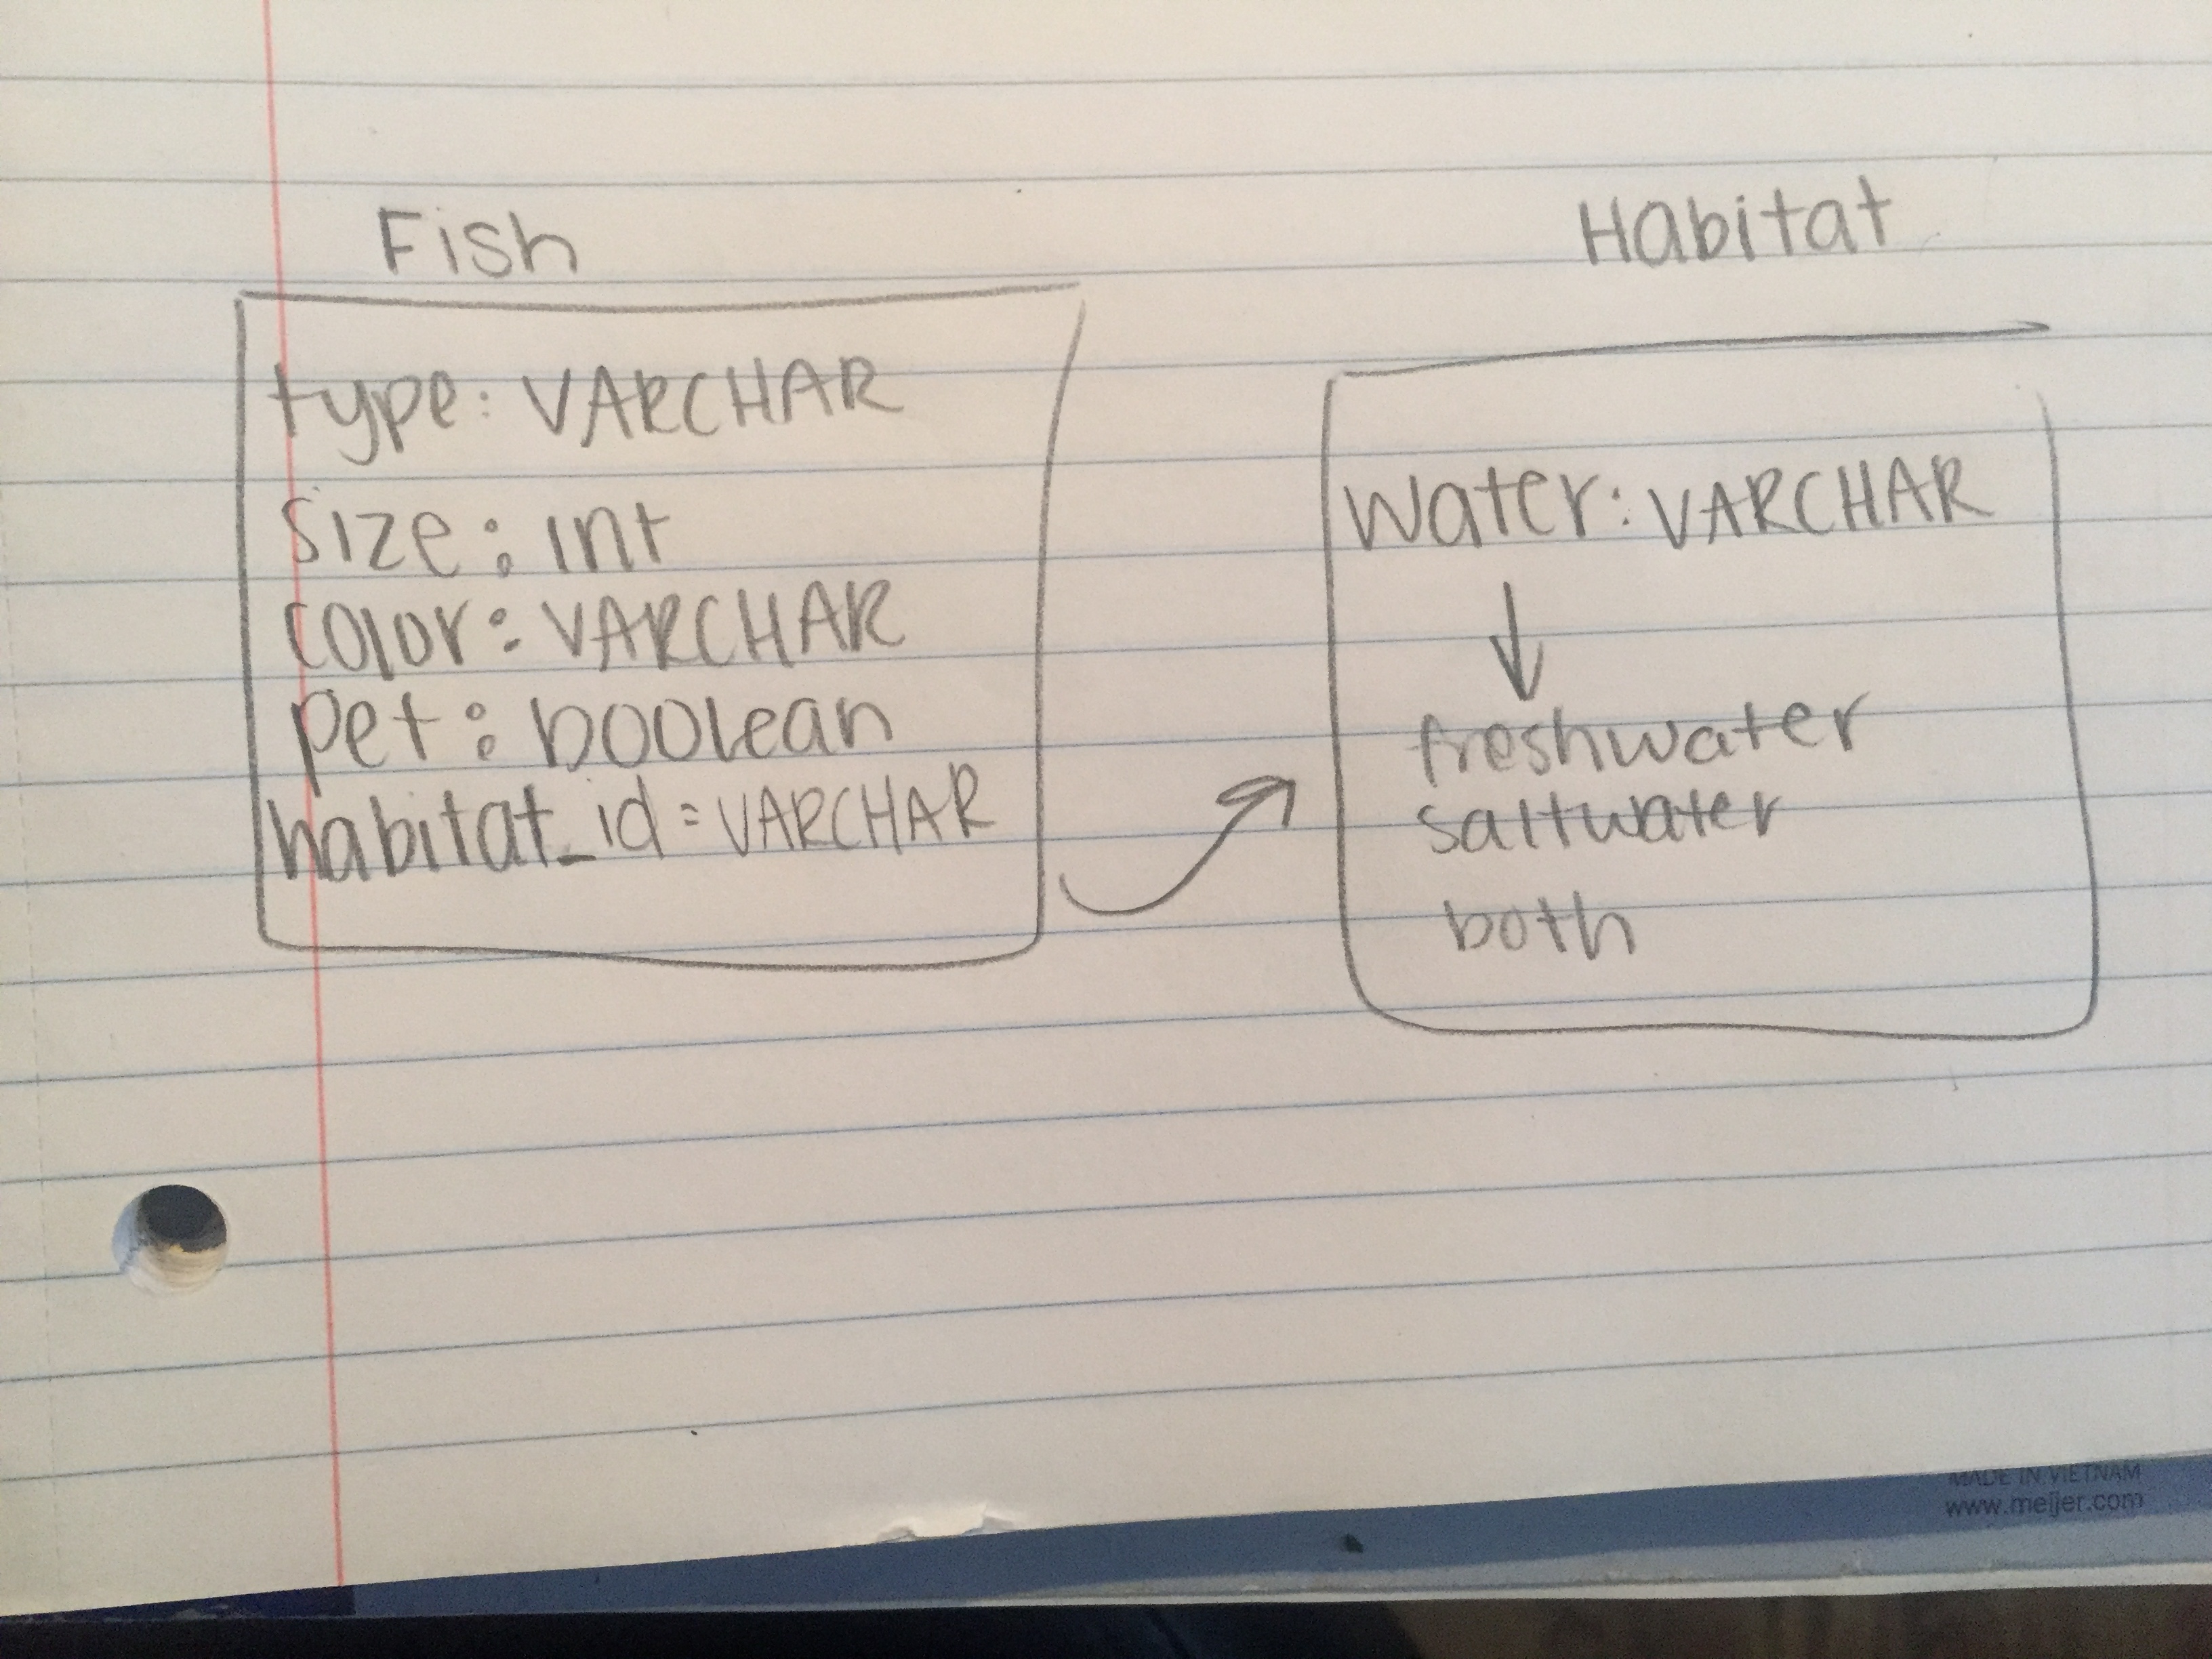 Fish
type: VARCHAR
size: int
color: VARCHAR
pet: boolean
habitat_id = VARCHAR
Habitat
water: VARCHAR
freshwater
saltwater
both
MADE IN VIETNAM
www.meijer.com